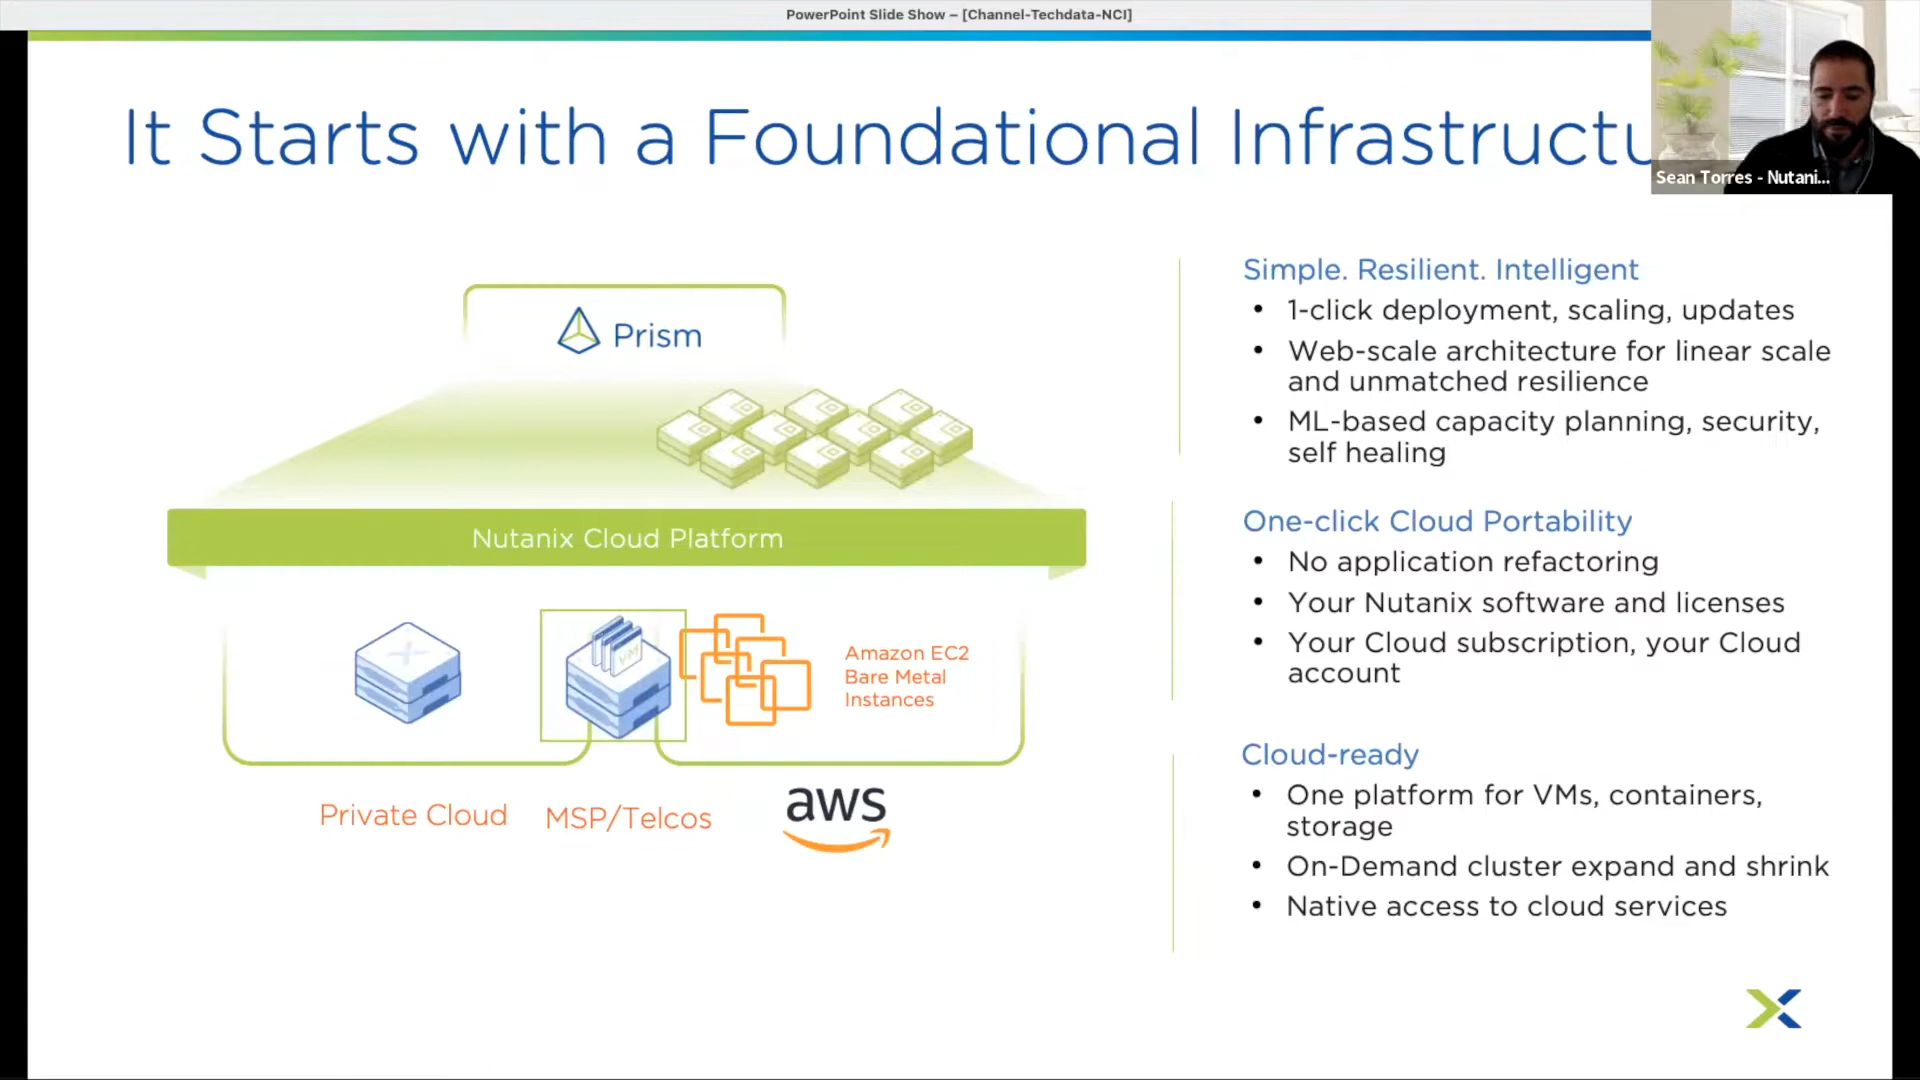 PowerPoint Slide Show – [Channel-Techdata-NCI]
It Starts with a Foundational
Sean Torres - Nutani...
Prism
Nutanix Cloud Platform
VM
Amazon EC2
Bare Metal
Instances
Private Cloud
MSP/Telcos
aws
Simple. Resilient. Intelligent
• 1-click deployment, scaling, updates
• Web-scale architecture for linear scale
and unmatched resilience
• ML-based capacity planning, security,
self healing
One-click Cloud Portability
• No application refactoring
• Your Nutanix software and licenses
• Your Cloud subscription, your Cloud
account
Cloud-ready
• One platform for VMs, containers,
storage
• On-Demand cluster expand and shrink
• Native access to cloud services